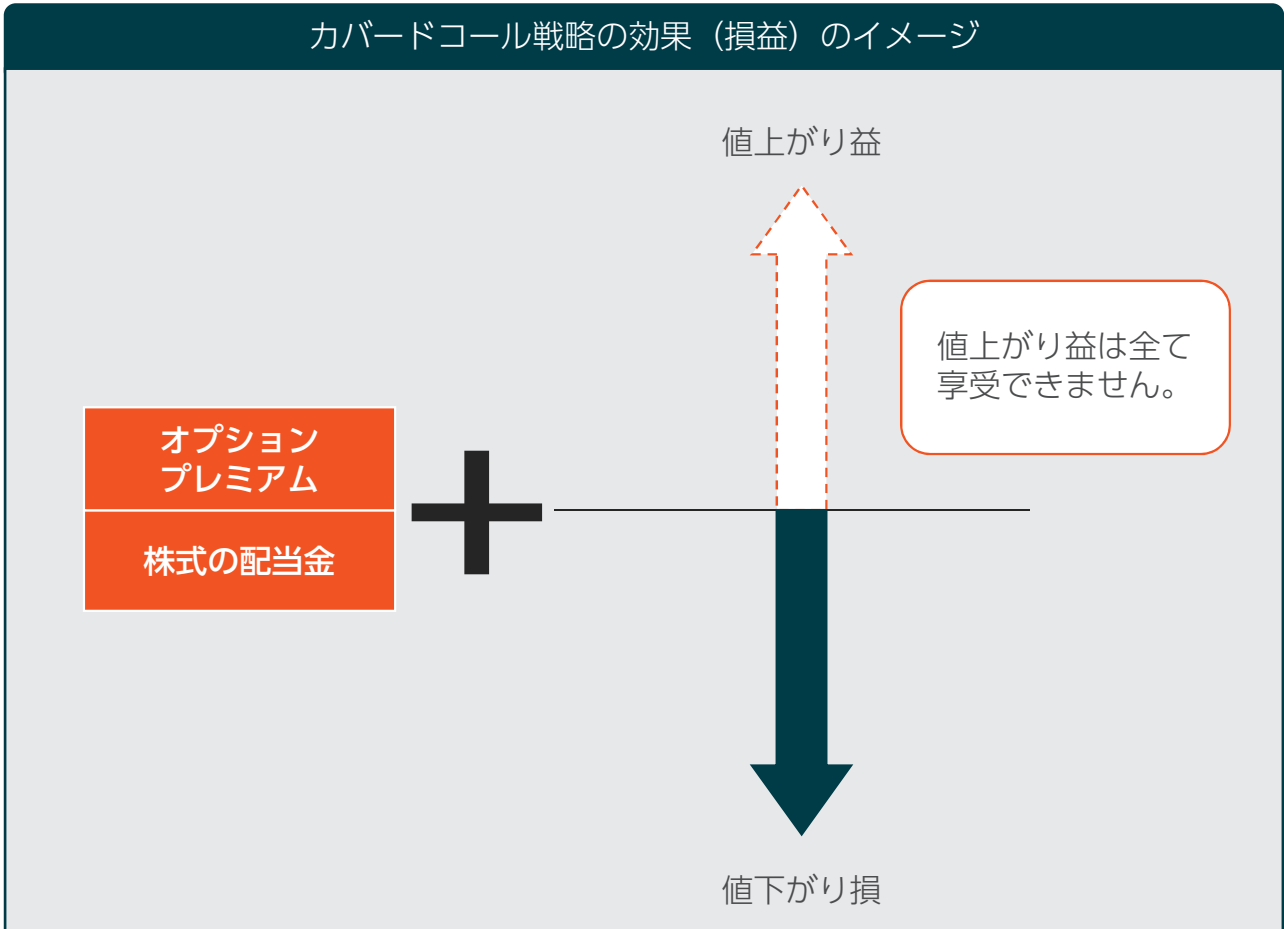 カバードコール戦略の効果（損益）のイメージ
値上がり益
値上がり益は全て
享受できません。
オプション
プレミアム
株式の配当金
値下がり損